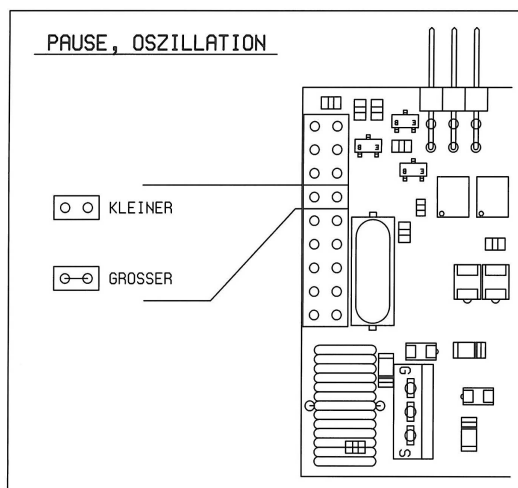 PAUSE, OSZILLATION
8 3
8 3
8 3
KLEINER
GROSSER
G
S